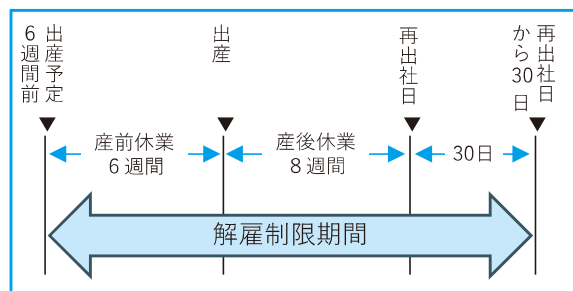 出産予定
6週間前
出産
再出社日
再出社日
から30日
産前休業
6週間
産後休業
8週間
30日
解雇制限期間